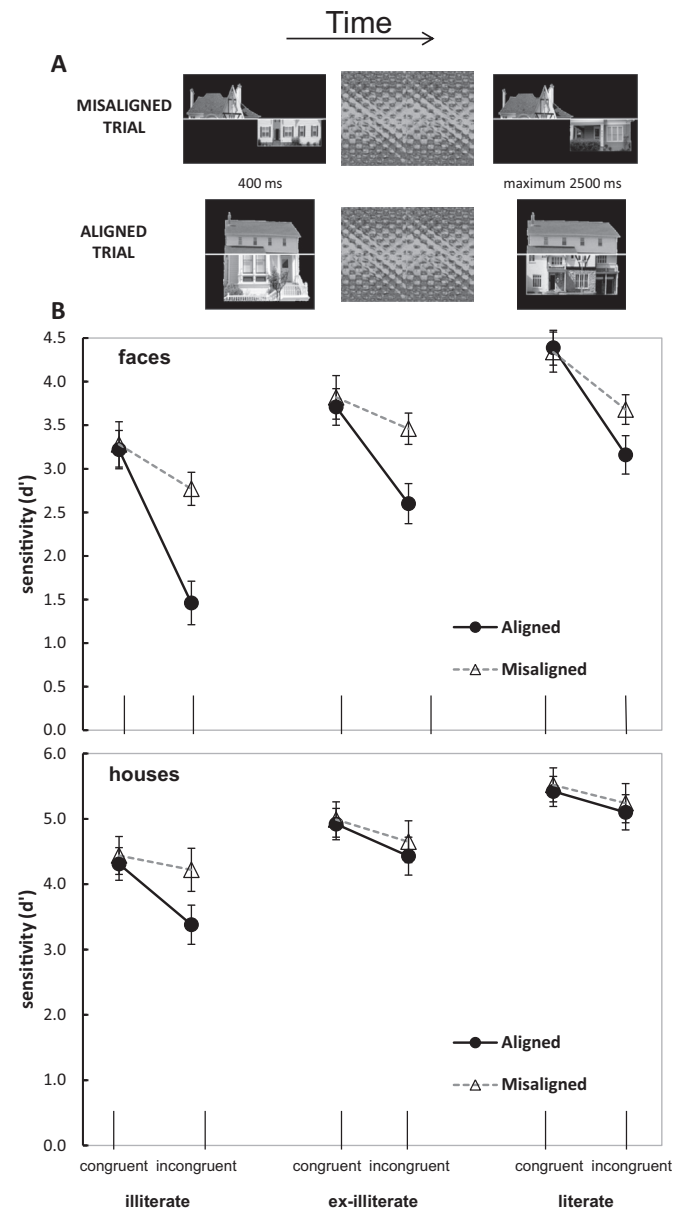 Time
A
MISALIGNED
TRIAL
400 ms
maximum 2500 ms
ALIGNED
TRIAL
B
4.5
4.0
3.5
3.0
2.5
2.0
1.5
1.0
0.5
0.0
sensitivity (d')
faces
Aligned
Misaligned
6.0
5.0
4.0
3.0
2.0
1.0
0.0
sensitivity (d')
houses
Aligned
Misaligned
congruent incongruent congruent incongruent congruent incongruent
illiterate ex-illiterate literate